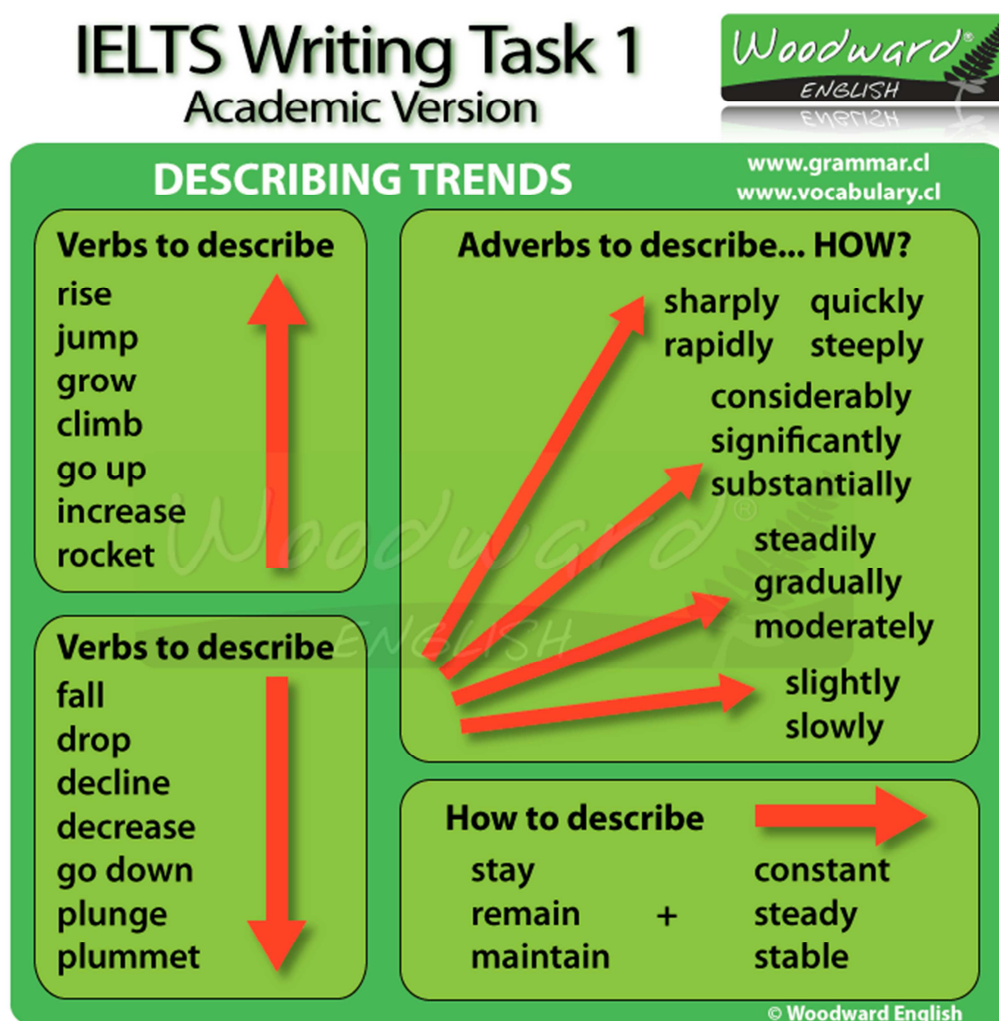 IELTS Writing Task 1
Academic Version
Woodward®
ENGLISH
DESCRIBING TRENDS
www.grammar.cl
www.vocabulary.cl
Verbs to describe
rise
jump
grow
climb
go up
increase
rocket
Verbs to describe
fall
drop
decline
decrease
go down
plunge
plummet
Adverbs to describe... HOW?
sharply quickly
rapidly steeply
considerably
significantly
substantially
steadily
gradually
moderately
slightly
slowly
How to describe
stay constant
remain + steady
maintain stable
Woodward®
ENGLISH
© Woodward English